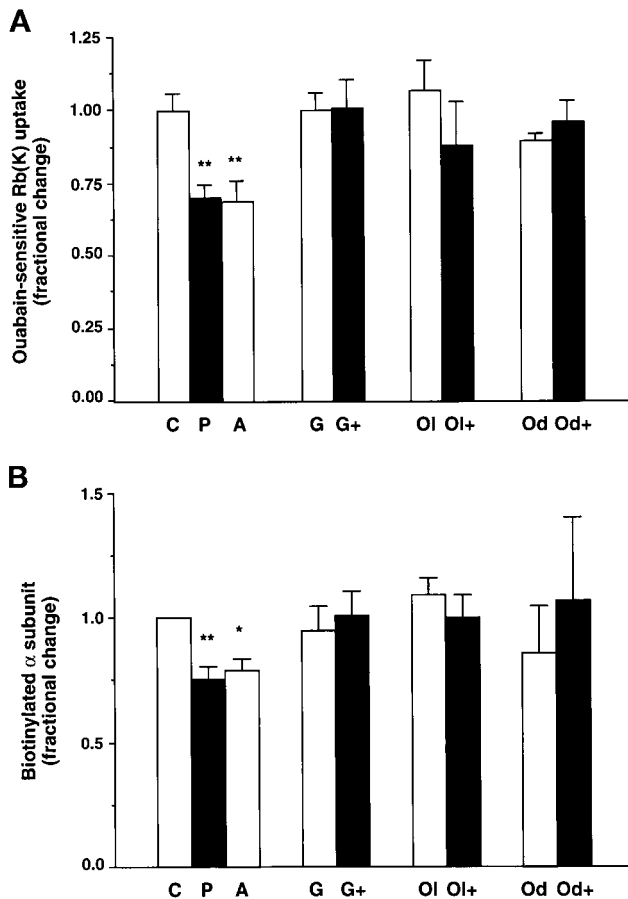 A
Ouabain-sensitive Rb(K) uptake
(fractional change)
1.25
1.00
0.75
0.50
0.25
0.00
** **
C P A G G+ Ol Ol+ Od Od+
B
Biotinylated α subunit
(fractional change)
1.5
1.0
0.5
0.0
** *
C P A G G+ Ol Ol+ Od Od+